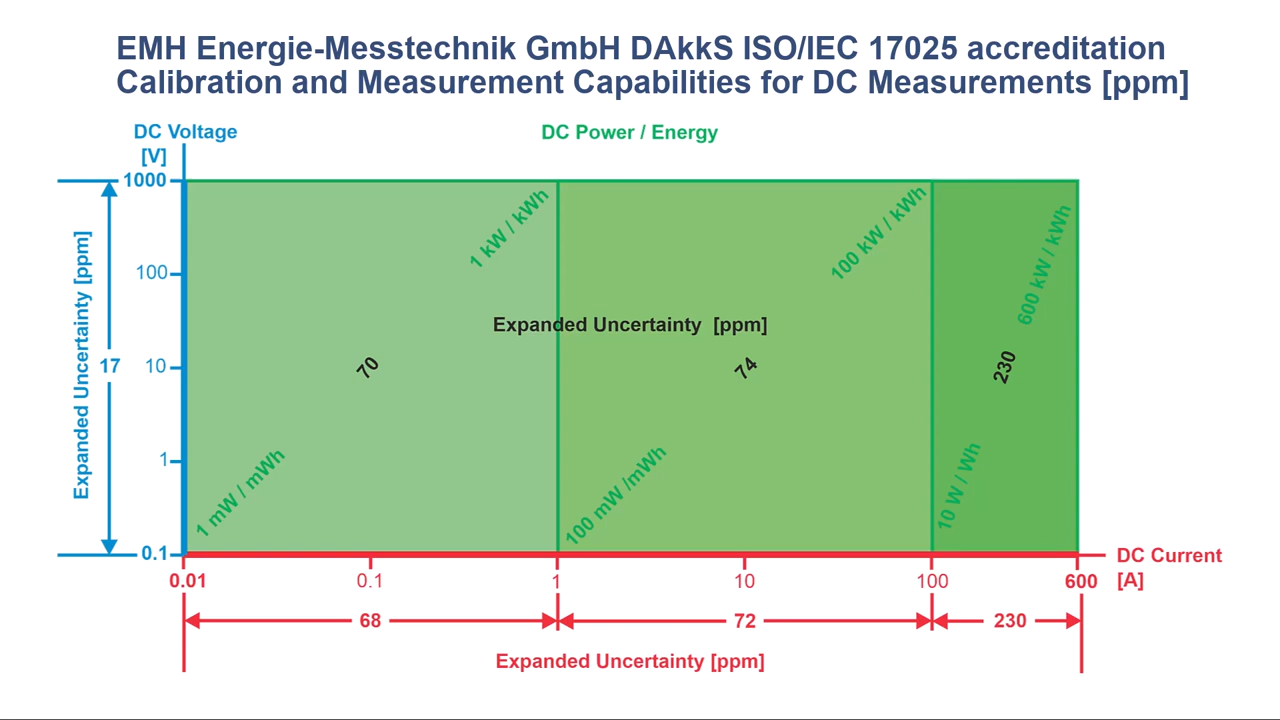 EMH Energie-Messtechnik GmbH DAkkS ISO/IEC 17025 accreditation
Calibration and Measurement Capabilities for DC Measurements [ppm]
DC Voltage
[V]
DC Power / Energy
1000
100
10
1
0.1
Expanded Uncertainty [ppm]
17
1 kW / kWh
100 kW / kWh
600 kW / kWh
Expanded Uncertainty [ppm]
70
74
230
1 mW / mWh
100 mW /mWh
10 W / Wh
DC Current
[A]
0.01
0.1
1
10
100
600
68
72
230
Expanded Uncertainty [ppm]